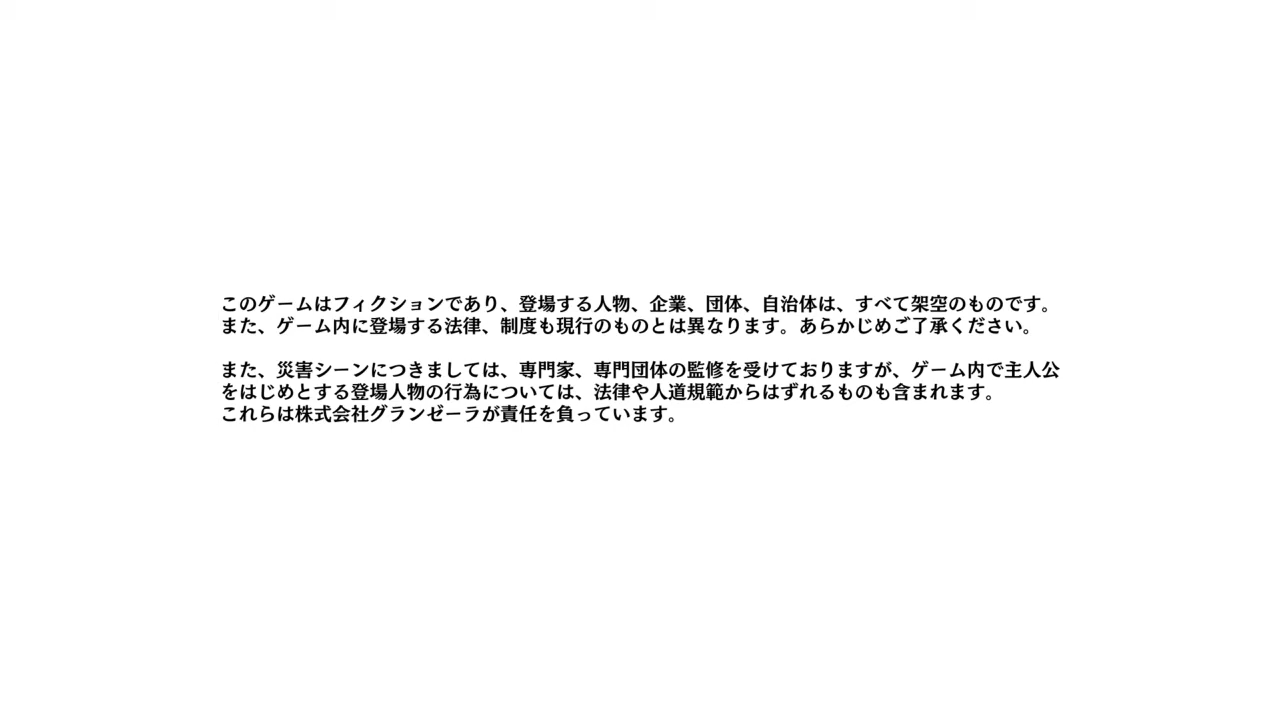 このゲームはフィクションであり、登場する人物、企業、団体、自治体は、すべて架空のものです。
また、ゲーム内に登場する法律、制度も現行のものとは異なります。あらかじめご了承ください。
また、災害シーンにつきましては、専門家、専門団体の監修を受けておりますが、ゲーム内で主人公
をはじめとする登場人物の行為については、法律や人道規範からはずれるものも含まれます。
これらは株式会社グランゼーラが責任を負っています。